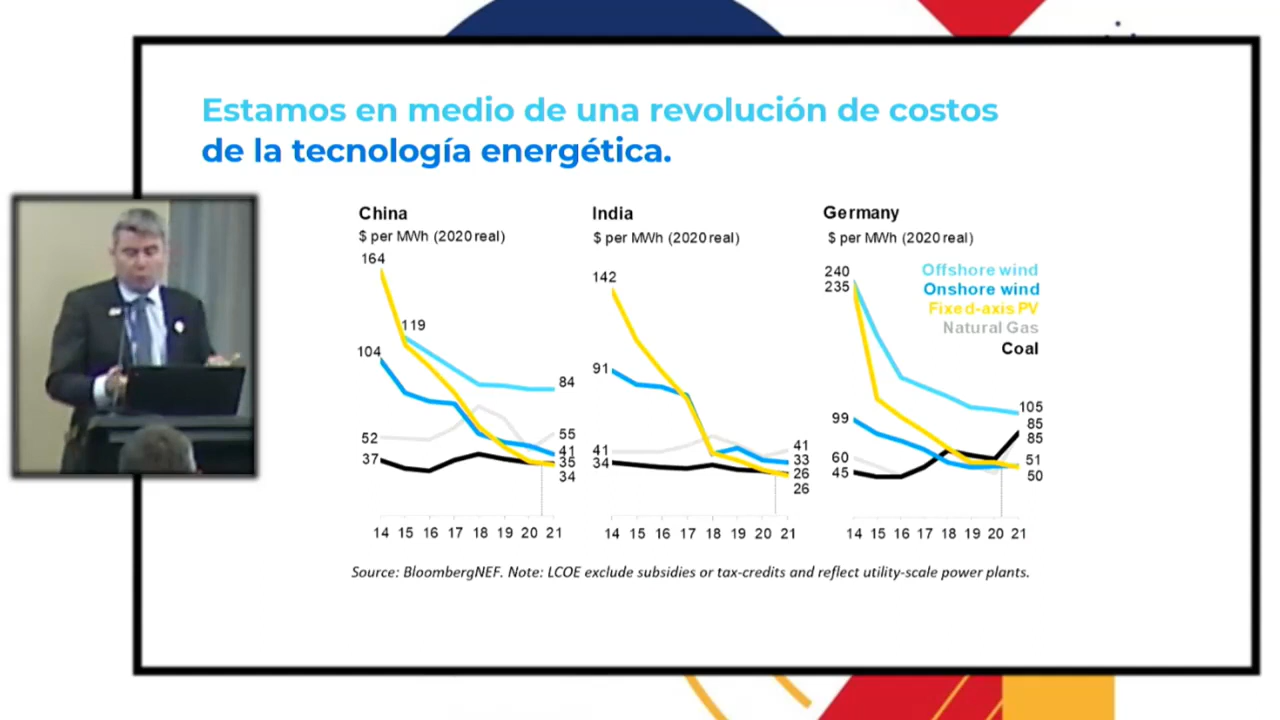 Estamos en medio de una revolución de costos
de la tecnología energética.
China
$ per MWh (2020 real)
164
119
104
84
52
37
55
41
35
34
14 15 16 17 18 19 20 21
India
$ per MWh (2020 real)
142
91
41
34
41
33
26
26
14 15 16 17 18 19 20 21
Germany
$ per MWh (2020 real)
240
235
Offshore wind
Onshore wind
Fixed-axis PV
Natural Gas
Coal
99
60
45
105
85
85
51
50
14 15 16 17 18 19 20 21
Source: BloombergNEF. Note: LCOE exclude subsidies or tax-credits and reflect utility-scale power plants.